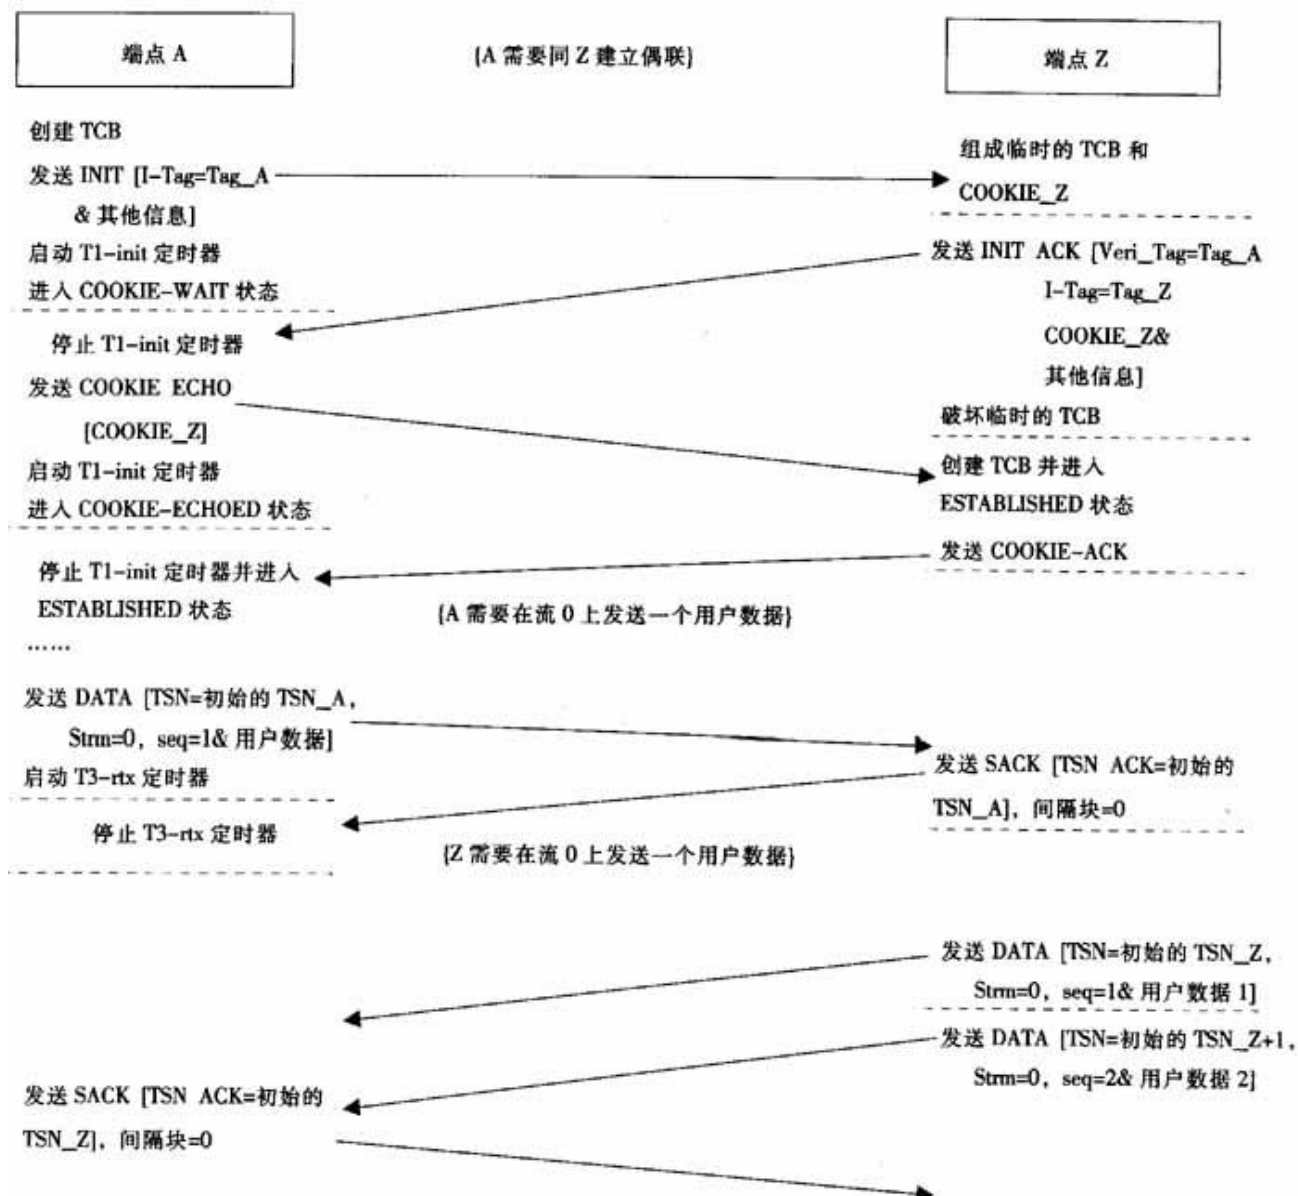 端点 A
{A 需要同 Z 建立偶联}
端点 Z
创建 TCB
发送 INIT [I-Tag=Tag_A
& 其他信息]
启动 T1-init 定时器
进入 COOKIE-WAIT 状态
组成临时的 TCB 和
COOKIE_Z
发送 INIT ACK [Veri_Tag=Tag_A
I-Tag=Tag_Z
COOKIE_Z&
其他信息]
破坏临时的 TCB
停止 T1-init 定时器
发送 COOKIE ECHO
[COOKIE_Z]
启动 T1-init 定时器
进入 COOKIE-ECHOED 状态
创建 TCB 并进入
ESTABLISHED 状态
发送 COOKIE-ACK
停止 T1-init 定时器并进入
ESTABLISHED 状态
……
{A 需要在流 0 上发送一个用户数据}
发送 DATA [TSN=初始的 TSN_A,
Strm=0, seq=1& 用户数据]
启动 T3-rtx 定时器
发送 SACK [TSN ACK=初始的
TSN_A], 间隔块=0
停止 T3-rtx 定时器
{Z 需要在流 0 上发送一个用户数据}
发送 DATA [TSN=初始的 TSN_Z,
Strm=0, seq=1& 用户数据 1]
发送 DATA [TSN=初始的 TSN_Z+1,
Strm=0, seq=2& 用户数据 2]
发送 SACK [TSN ACK=初始的
TSN_Z], 间隔块=0